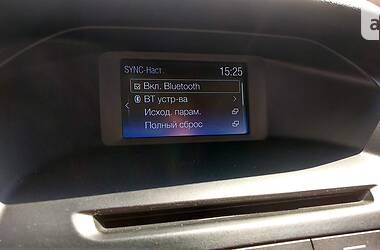 SYNC-Наст. 15:25
Вкл. Bluetooth
BT устр-ва
Исход. парам.
Полный сброс